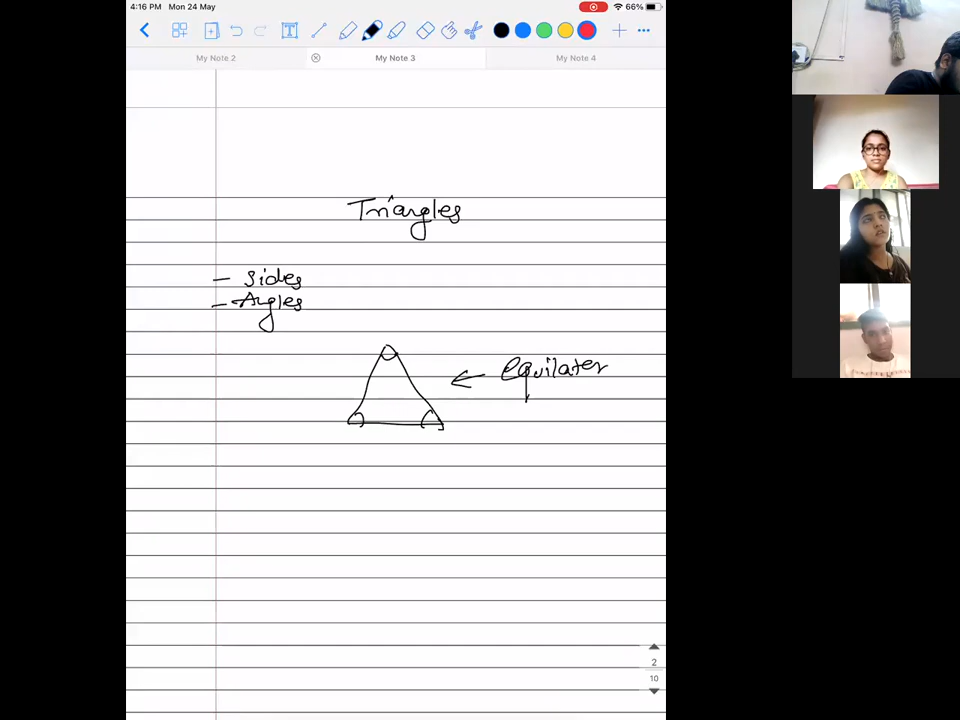 4:16 PM Mon 24 May
66%
My Note 2
My Note 3
My Note 4
Triangles
- Sides
- Angles
← equilater
2
10